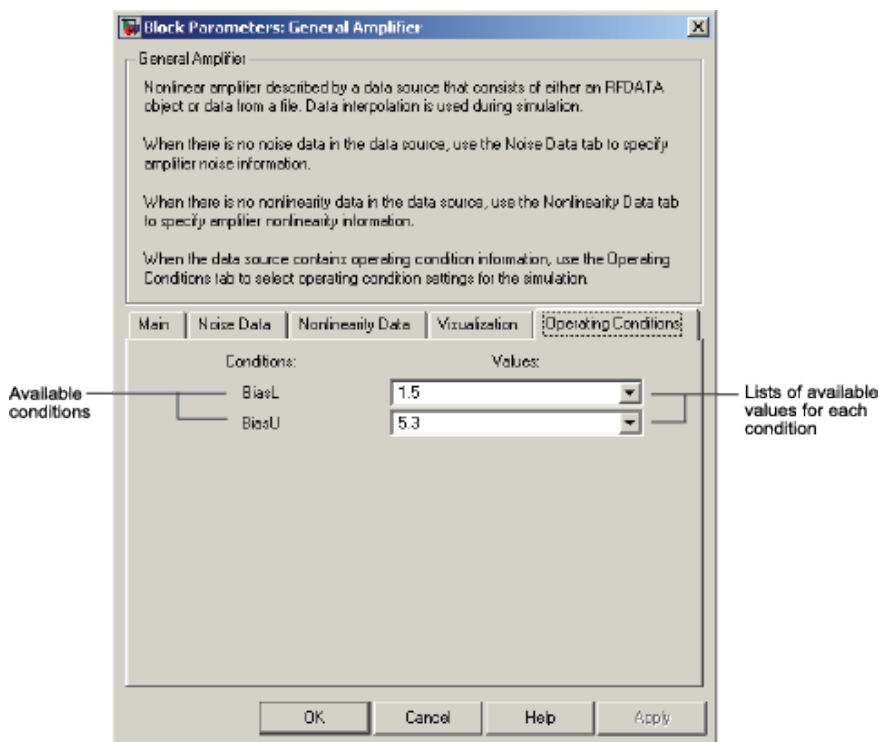 Block Parameters: General Amplifier
General Amplifier
Nonlinear amplifier described by a data source that consists of either an RFDATA
object or data from a file. Data interpolation is used during simulation.
When there is no noise data in the data source, use the Noise Data tab to specify
amplifier noise information.
When there is no nonlinearity data in the data source, use the Nonlinearity Data tab
to specify amplifier nonlinearity information.
When the data source contains operating condition information, use the Operating
Conditions tab to select operating condition settings for the simulation.
Main Noise Data Nonlinearity Data Visualization Operating Conditions
Conditions: Values:
Available
conditions
BiasL 1.5
BiasU 5.3
Lists of available
values for each
condition
OK Cancel Help Apply